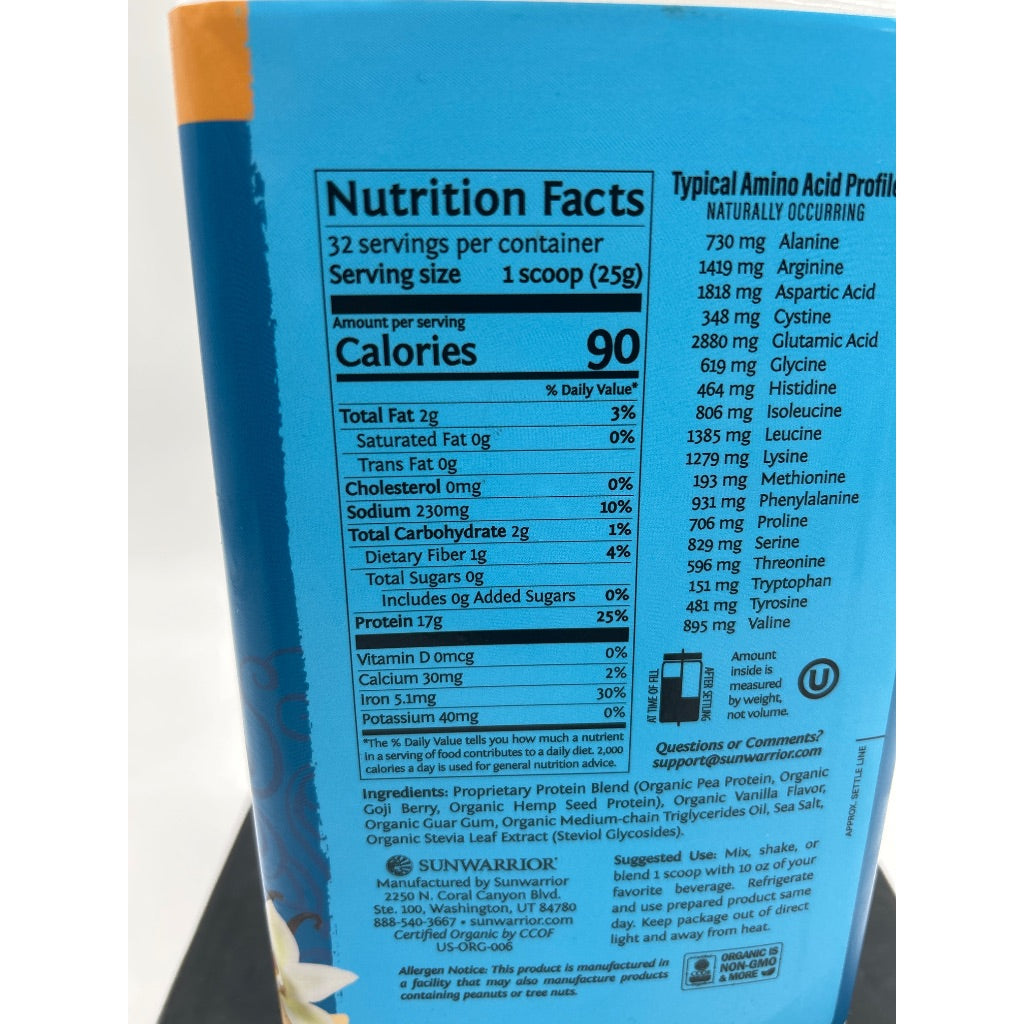 Nutrition Facts
32 servings per container
Serving size 1 scoop (25g)
Amount per serving
Calories 90
% Daily Value*
Total Fat 2g 3%
Saturated Fat 0g 0%
Trans Fat 0g
Cholesterol 0mg 0%
Sodium 230mg 10%
Total Carbohydrate 2g 1%
Dietary Fiber 1g 4%
Total Sugars 0g
Includes 0g Added Sugars 0%
Protein 17g 25%
Vitamin D 0mcg 0%
Calcium 30mg 2%
Iron 5.1mg 30%
Potassium 40mg 0%
*The % Daily Value tells you how much a nutrient
in a serving of food contributes to a daily diet. 2,000
calories a day is used for general nutrition advice.
Typical Amino Acid Profile
NATURALLY OCCURRING
730 mg Alanine
1419 mg Arginine
1818 mg Aspartic Acid
348 mg Cystine
2880 mg Glutamic Acid
619 mg Glycine
464 mg Histidine
806 mg Isoleucine
1385 mg Leucine
1279 mg Lysine
193 mg Methionine
931 mg Phenylalanine
706 mg Proline
829 mg Serine
596 mg Threonine
151 mg Tryptophan
481 mg Tyrosine
895 mg Valine
AT TIME OF FILL
AFTER SETTLING
Amount
inside is
measured
by weight,
not volume.
U
Questions or Comments?
support@sunwarrior.com
APPROX. SETTLE LINE
Ingredients: Proprietary Protein Blend (Organic Pea Protein, Organic
Goji Berry, Organic Hemp Seed Protein), Organic Vanilla Flavor,
Organic Guar Gum, Organic Medium-chain Triglycerides Oil, Sea Salt,
Organic Stevia Leaf Extract (Steviol Glycosides).
SUNWARRIOR
Manufactured by Sunwarrior
2250 N. Coral Canyon Blvd.
Ste. 100, Washington, UT 84780
888-540-3667 • sunwarrior.com
Certified Organic by CCOF
US-ORG-006
Suggested Use: Mix, shake, or
blend 1 scoop with 10 oz of your
favorite beverage. Refrigerate
and use prepared product same
day. Keep package out of direct
light and away from heat.
Allergen Notice: This product is manufactured in
a facility that may also manufacture products
containing peanuts or tree nuts.
CCOF
ORGANIC IS
NON-GMO
& MORE